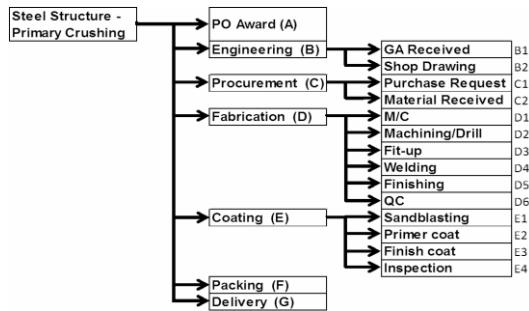 Steel Structure -
Primary Crushing
PO Award (A)
Engineering (B)
GA Received B1
Shop Drawing B2
Procurement (C)
Purchase Request C1
Material Received C2
Fabrication (D)
M/C D1
Machining/Drill D2
Fit-up D3
Welding D4
Finishing D5
QC D6
Coating (E)
Sandblasting E1
Primer coat E2
Finish coat E3
Inspection E4
Packing (F)
Delivery (G)